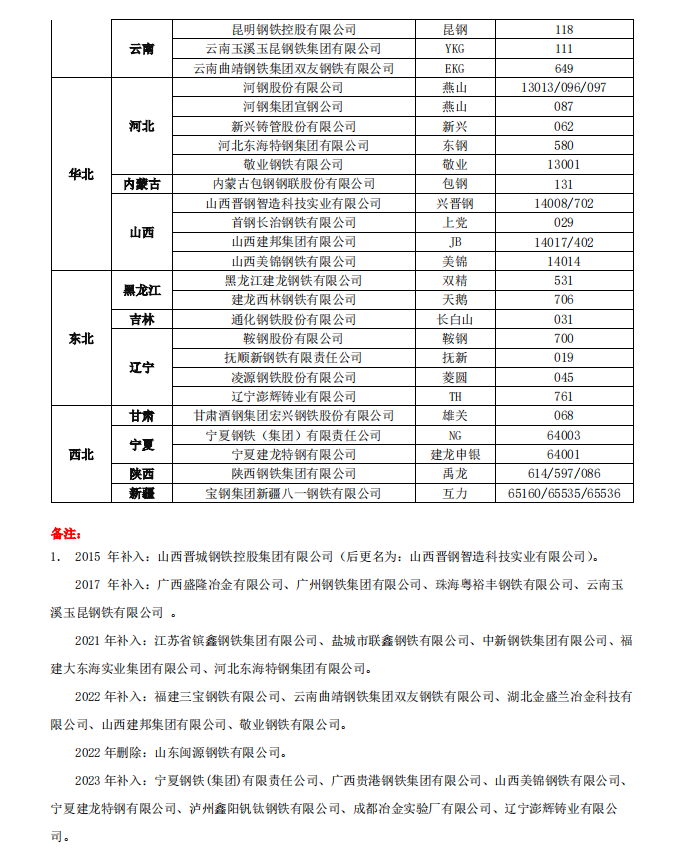 昆明钢铁控股有限公司 昆钢 118
云南 云南玉溪玉昆钢铁集团有限公司 YKG 111
云南曲靖钢铁集团双友钢铁有限公司 EKG 649
河钢股份有限公司 燕山 13013/096/097
河钢集团宣钢公司 燕山 087
河北 新兴铸管股份有限公司 新兴 062
河北东海特钢集团有限公司 东钢 580
敬业钢铁有限公司 敬业 13001
华北
内蒙古 内蒙古包钢钢联股份有限公司 包钢 131
山西晋钢智造科技实业有限公司 兴晋钢 14008/702
首钢长治钢铁有限公司 上党 029
山西
山西建邦集团有限公司 JB 14017/402
山西美锦钢铁有限公司 美锦 14014
黑龙江建龙钢铁有限公司 双精 531
黑龙江
建龙西林钢铁有限公司 天鹅 706
吉林 通化钢铁股份有限公司 长白山 031
东北 鞍钢股份有限公司 鞍钢 700
抚顺新钢铁有限责任公司 抚新 019
辽宁
凌源钢铁股份有限公司 菱圆 045
辽宁澎辉铸业有限公司 TH 761
甘肃 甘肃酒钢集团宏兴钢铁股份有限公司 雄关 068
宁夏钢铁（集团）有限责任公司 NG 64003
宁夏
西北 宁夏建龙特钢有限公司 建龙申银 64001
陕西 陕西钢铁集团有限公司 禹龙 614/597/086
新疆 宝钢集团新疆八一钢铁有限公司 互力 65160/65535/65536
备注：
1. 2015 年补入：山西晋城钢铁控股集团有限公司（后更名为：山西晋钢智造科技实业有限公司）。
2017 年补入：广西盛隆冶金有限公司、广州钢铁集团有限公司、珠海粤裕丰钢铁有限公司、云南玉
溪玉昆钢铁有限公司 。
2021 年补入：江苏省镔鑫钢铁集团有限公司、盐城市联鑫钢铁有限公司、中新钢铁集团有限公司、福
建大东海实业集团有限公司、河北东海特钢集团有限公司。
2022 年补入：福建三宝钢铁有限公司、云南曲靖钢铁集团双友钢铁有限公司、湖北金盛兰冶金科技有
限公司、山西建邦集团有限公司、敬业钢铁有限公司。
2022 年删除：山东闽源钢铁有限公司。
2023 年补入：宁夏钢铁(集团)有限责任公司、广西贵港钢铁集团有限公司、山西美锦钢铁有限公司、
宁夏建龙特钢有限公司、泸州鑫阳钒钛钢铁有限公司、成都冶金实验厂有限公司、辽宁澎辉铸业有限公
司。